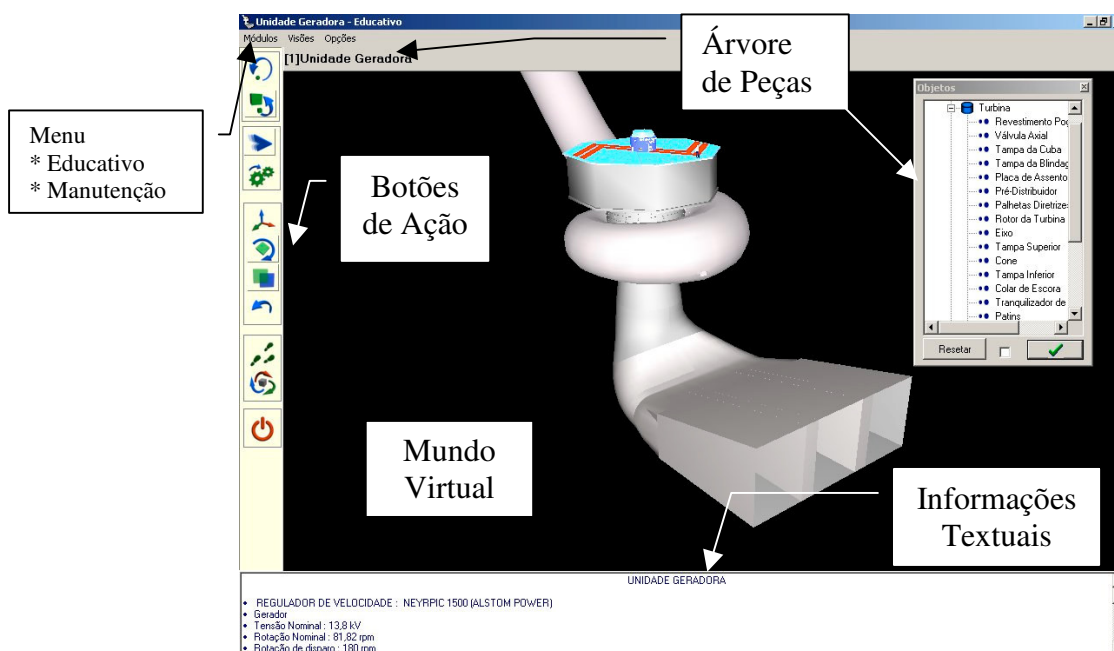 Unidade Geradora - Educativo
Módulos Visões Opções
[1]Unidade Geradora
Menu
* Educativo
* Manutenção
Botões
de Ação
Árvore
de Peças
Objetos
Turbina
Válvula Axial
Revestimento
Tampa da Cuba
Tampa da
Placa de Assento
Pré-Distribuidor
Palhetas Diretrizes
Rotor da Turbina
Eixo
Tampa Superior
Cone
Tampa Inferior
Colar de Escora
Tranquilizador de
Patins
Resetar
Mundo
Virtual
Informações
Textuais
UNIDADE GERADORA
• REGULADOR DE VELOCIDADE : NEYRPIC 1500 (ALSTOM POWER)
• Gerador
• Tensão Nominal : 13,8 kV
• Rotação Nominal : 81,82 rpm
• Rotação de disparo : 180 rpm